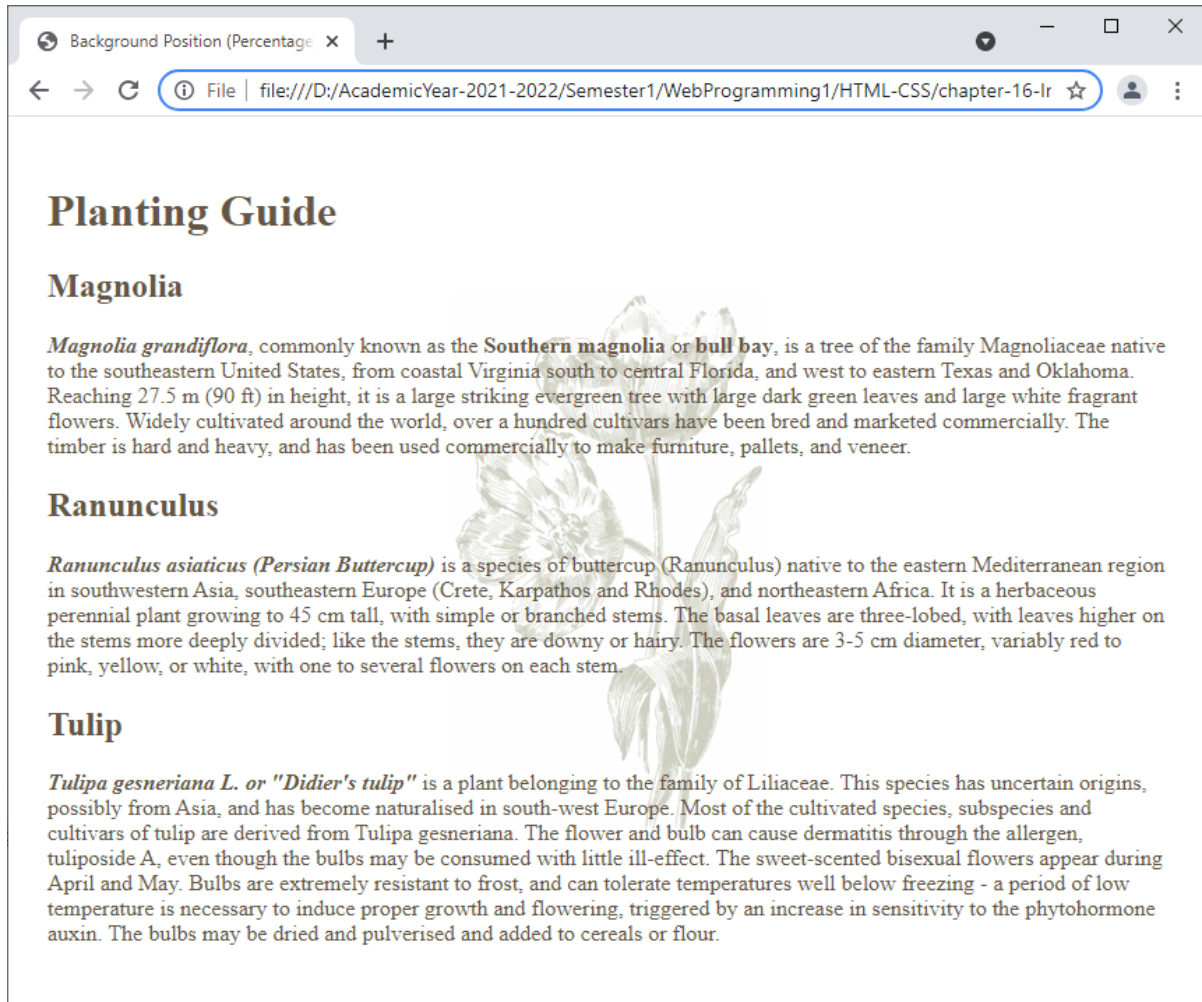 Background Position (Percentage
File
file:///D:/AcademicYear-2021-2022/Semester1/WebProgramming1/HTML-CSS/chapter-16-Ir
Planting Guide
Magnolia
Magnolia grandiflora, commonly known as the Southern magnolia or bull bay, is a tree of the family Magnoliaceae native
to the southeastern United States, from coastal Virginia south to central Florida, and west to eastern Texas and Oklahoma.
Reaching 27.5 m (90 ft) in height, it is a large striking evergreen tree with large dark green leaves and large white fragrant
flowers. Widely cultivated around the world, over a hundred cultivars have been bred and marketed commercially. The
timber is hard and heavy, and has been used commercially to make furniture, pallets, and veneer.
Ranunculus
Ranunculus asiaticus (Persian Buttercup) is a species of buttercup (Ranunculus) native to the eastern Mediterranean region
in southwestern Asia, southeastern Europe (Crete, Karpathos and Rhodes), and northeastern Africa. It is a herbaceous
perennial plant growing to 45 cm tall, with simple or branched stems. The basal leaves are three-lobed, with leaves higher on
the stems more deeply divided; like the stems, they are downy or hairy. The flowers are 3-5 cm diameter, variably red to
pink, yellow, or white, with one to several flowers on each stem.
Tulip
Tulipa gesneriana L. or "Didier's tulip" is a plant belonging to the family of Liliaceae. This species has uncertain origins,
possibly from Asia, and has become naturalised in south-west Europe. Most of the cultivated species, subspecies and
cultivars of tulip are derived from Tulipa gesneriana. The flower and bulb can cause dermatitis through the allergen,
tuliposide A, even though the bulbs may be consumed with little ill-effect. The sweet-scented bisexual flowers appear during
April and May. Bulbs are extremely resistant to frost, and can tolerate temperatures well below freezing - a period of low
temperature is necessary to induce proper growth and flowering, triggered by an increase in sensitivity to the phytohormone
auxin. The bulbs may be dried and pulverised and added to cereals or flour.